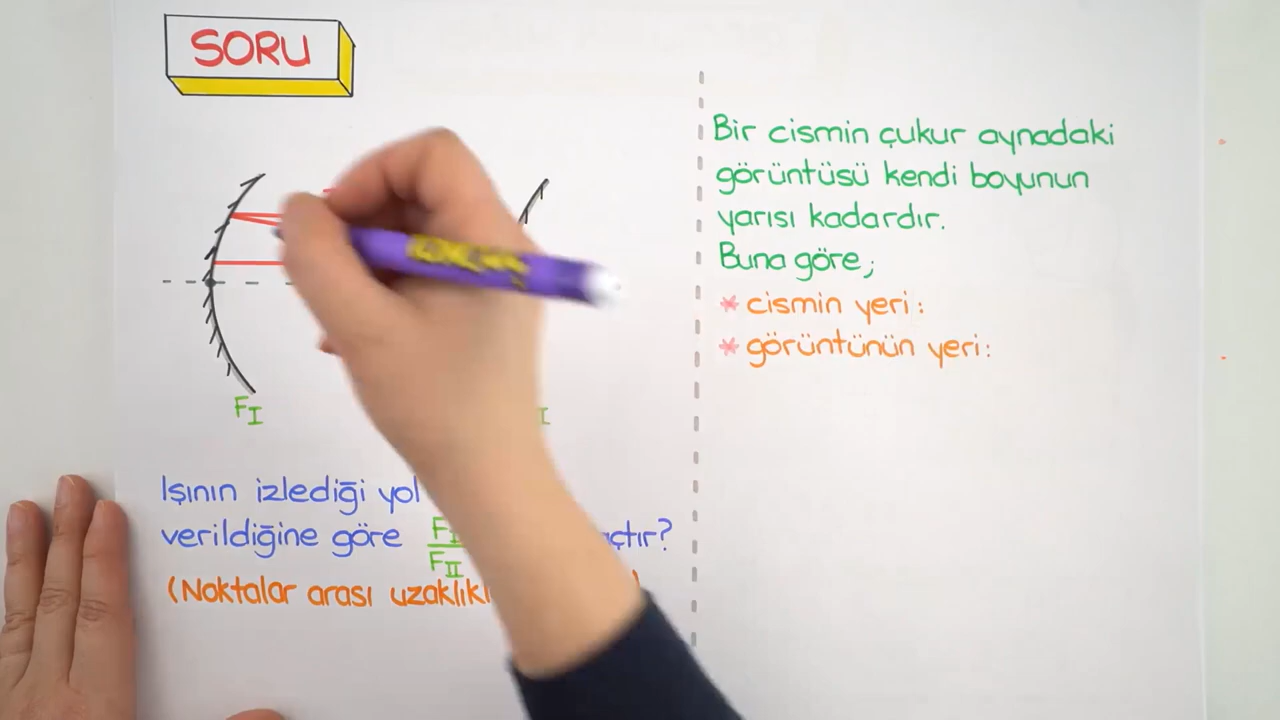 SORU
F_I
I
Işının izlediği yol
verildiğine göre F_I/F_II
(Noktalar arası
Bir cismin çukur aynadaki
görüntüsü kendi boyunun
yarısı kadardır.
Buna göre;
* cismin yeri:
* görüntünün yeri: